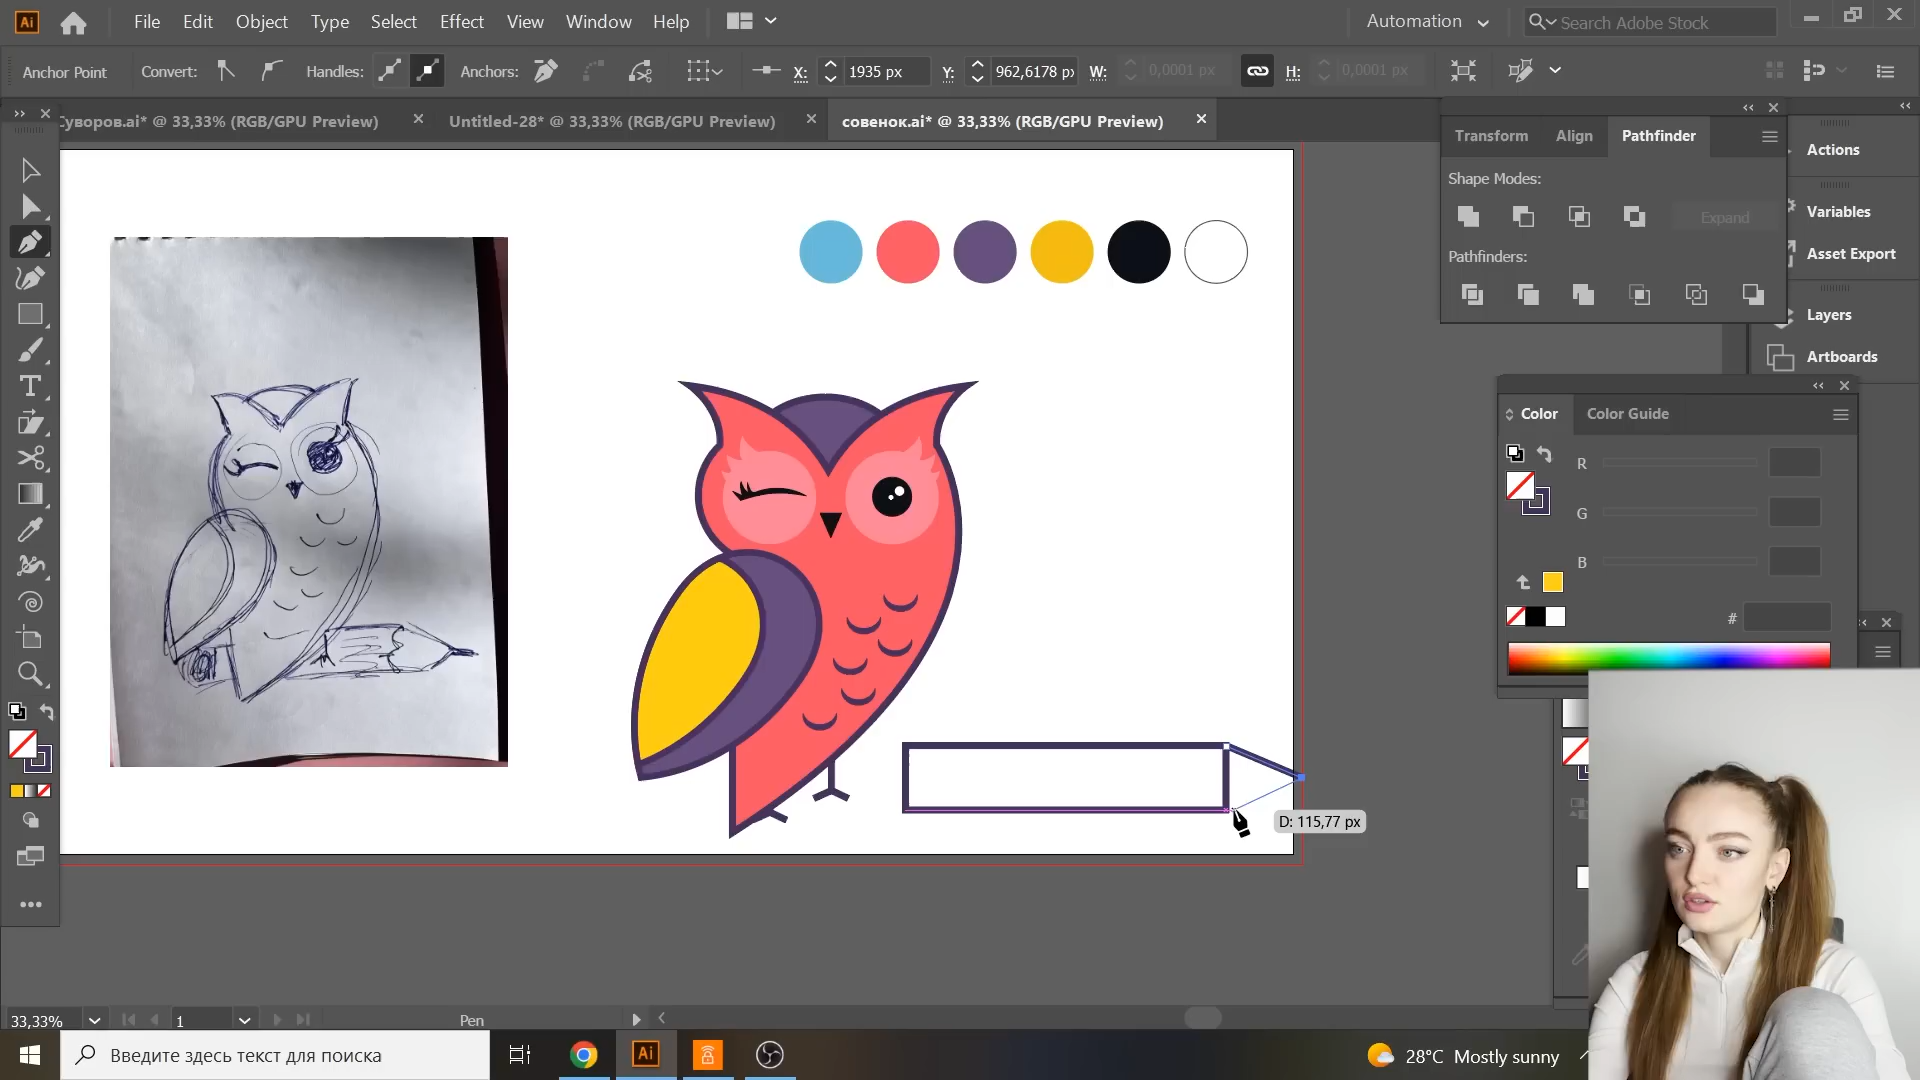 Ai File Edit Object Type Select Effect View Window Help Automation Search Adobe Stock
Anchor Point Convert: Handles: Anchors: X: 1935 px Y: 962,6178 px W: 0,0001 px H: 0,0001 px
Суворов.ai* @ 33,33% (RGB/GPU Preview) Untitled-28* @ 33,33% (RGB/GPU Preview) совенок.ai* @ 33,33% (RGB/GPU Preview)
Transform Align Pathfinder
Shape Modes:
Expand
Pathfinders:
Actions
Variables
Asset Export
Layers
Artboards
Color Color Guide
R
G
B
#
D: 115,77 px
33,33% 1 Pen
Введите здесь текст для поиска Ai 28°C Mostly sunny